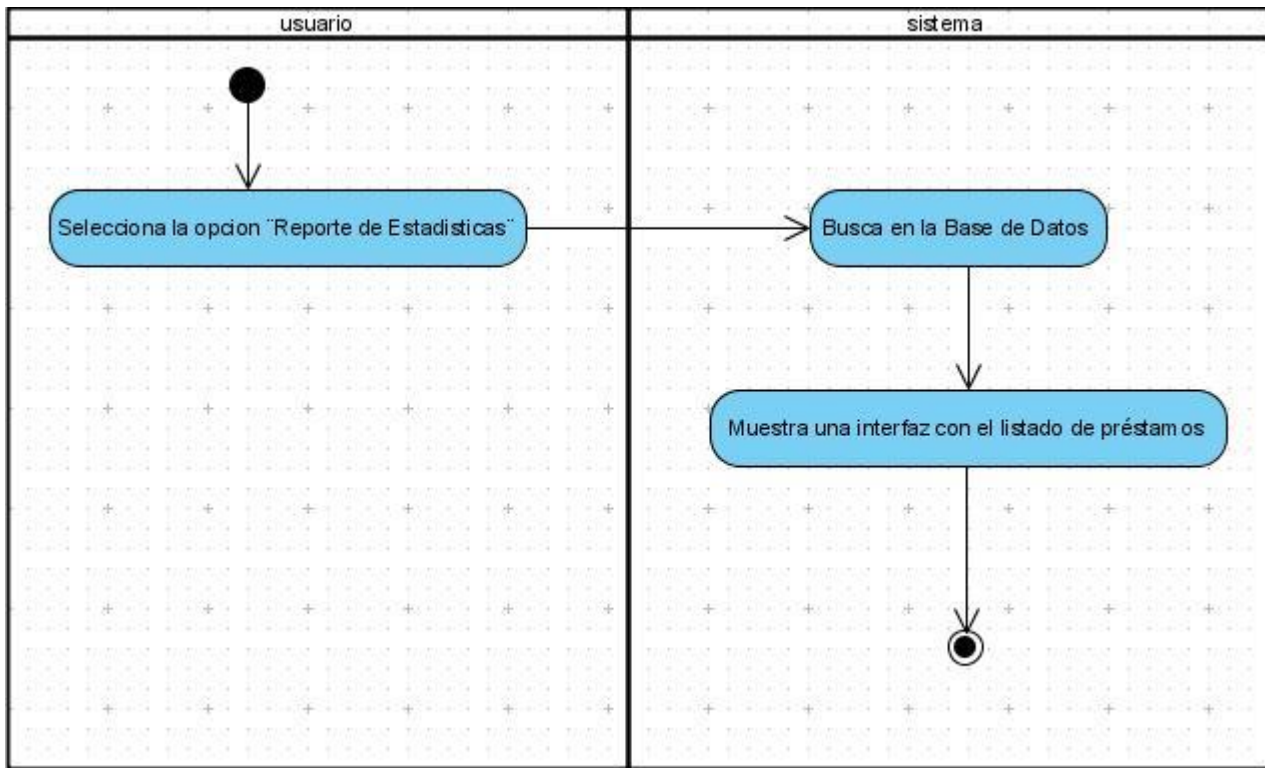 usuario
sistema
Selecciona la opcion ¨Reporte de Estadisticas¨
Busca en la Base de Datos
Muestra una interfaz con el listado de préstamos